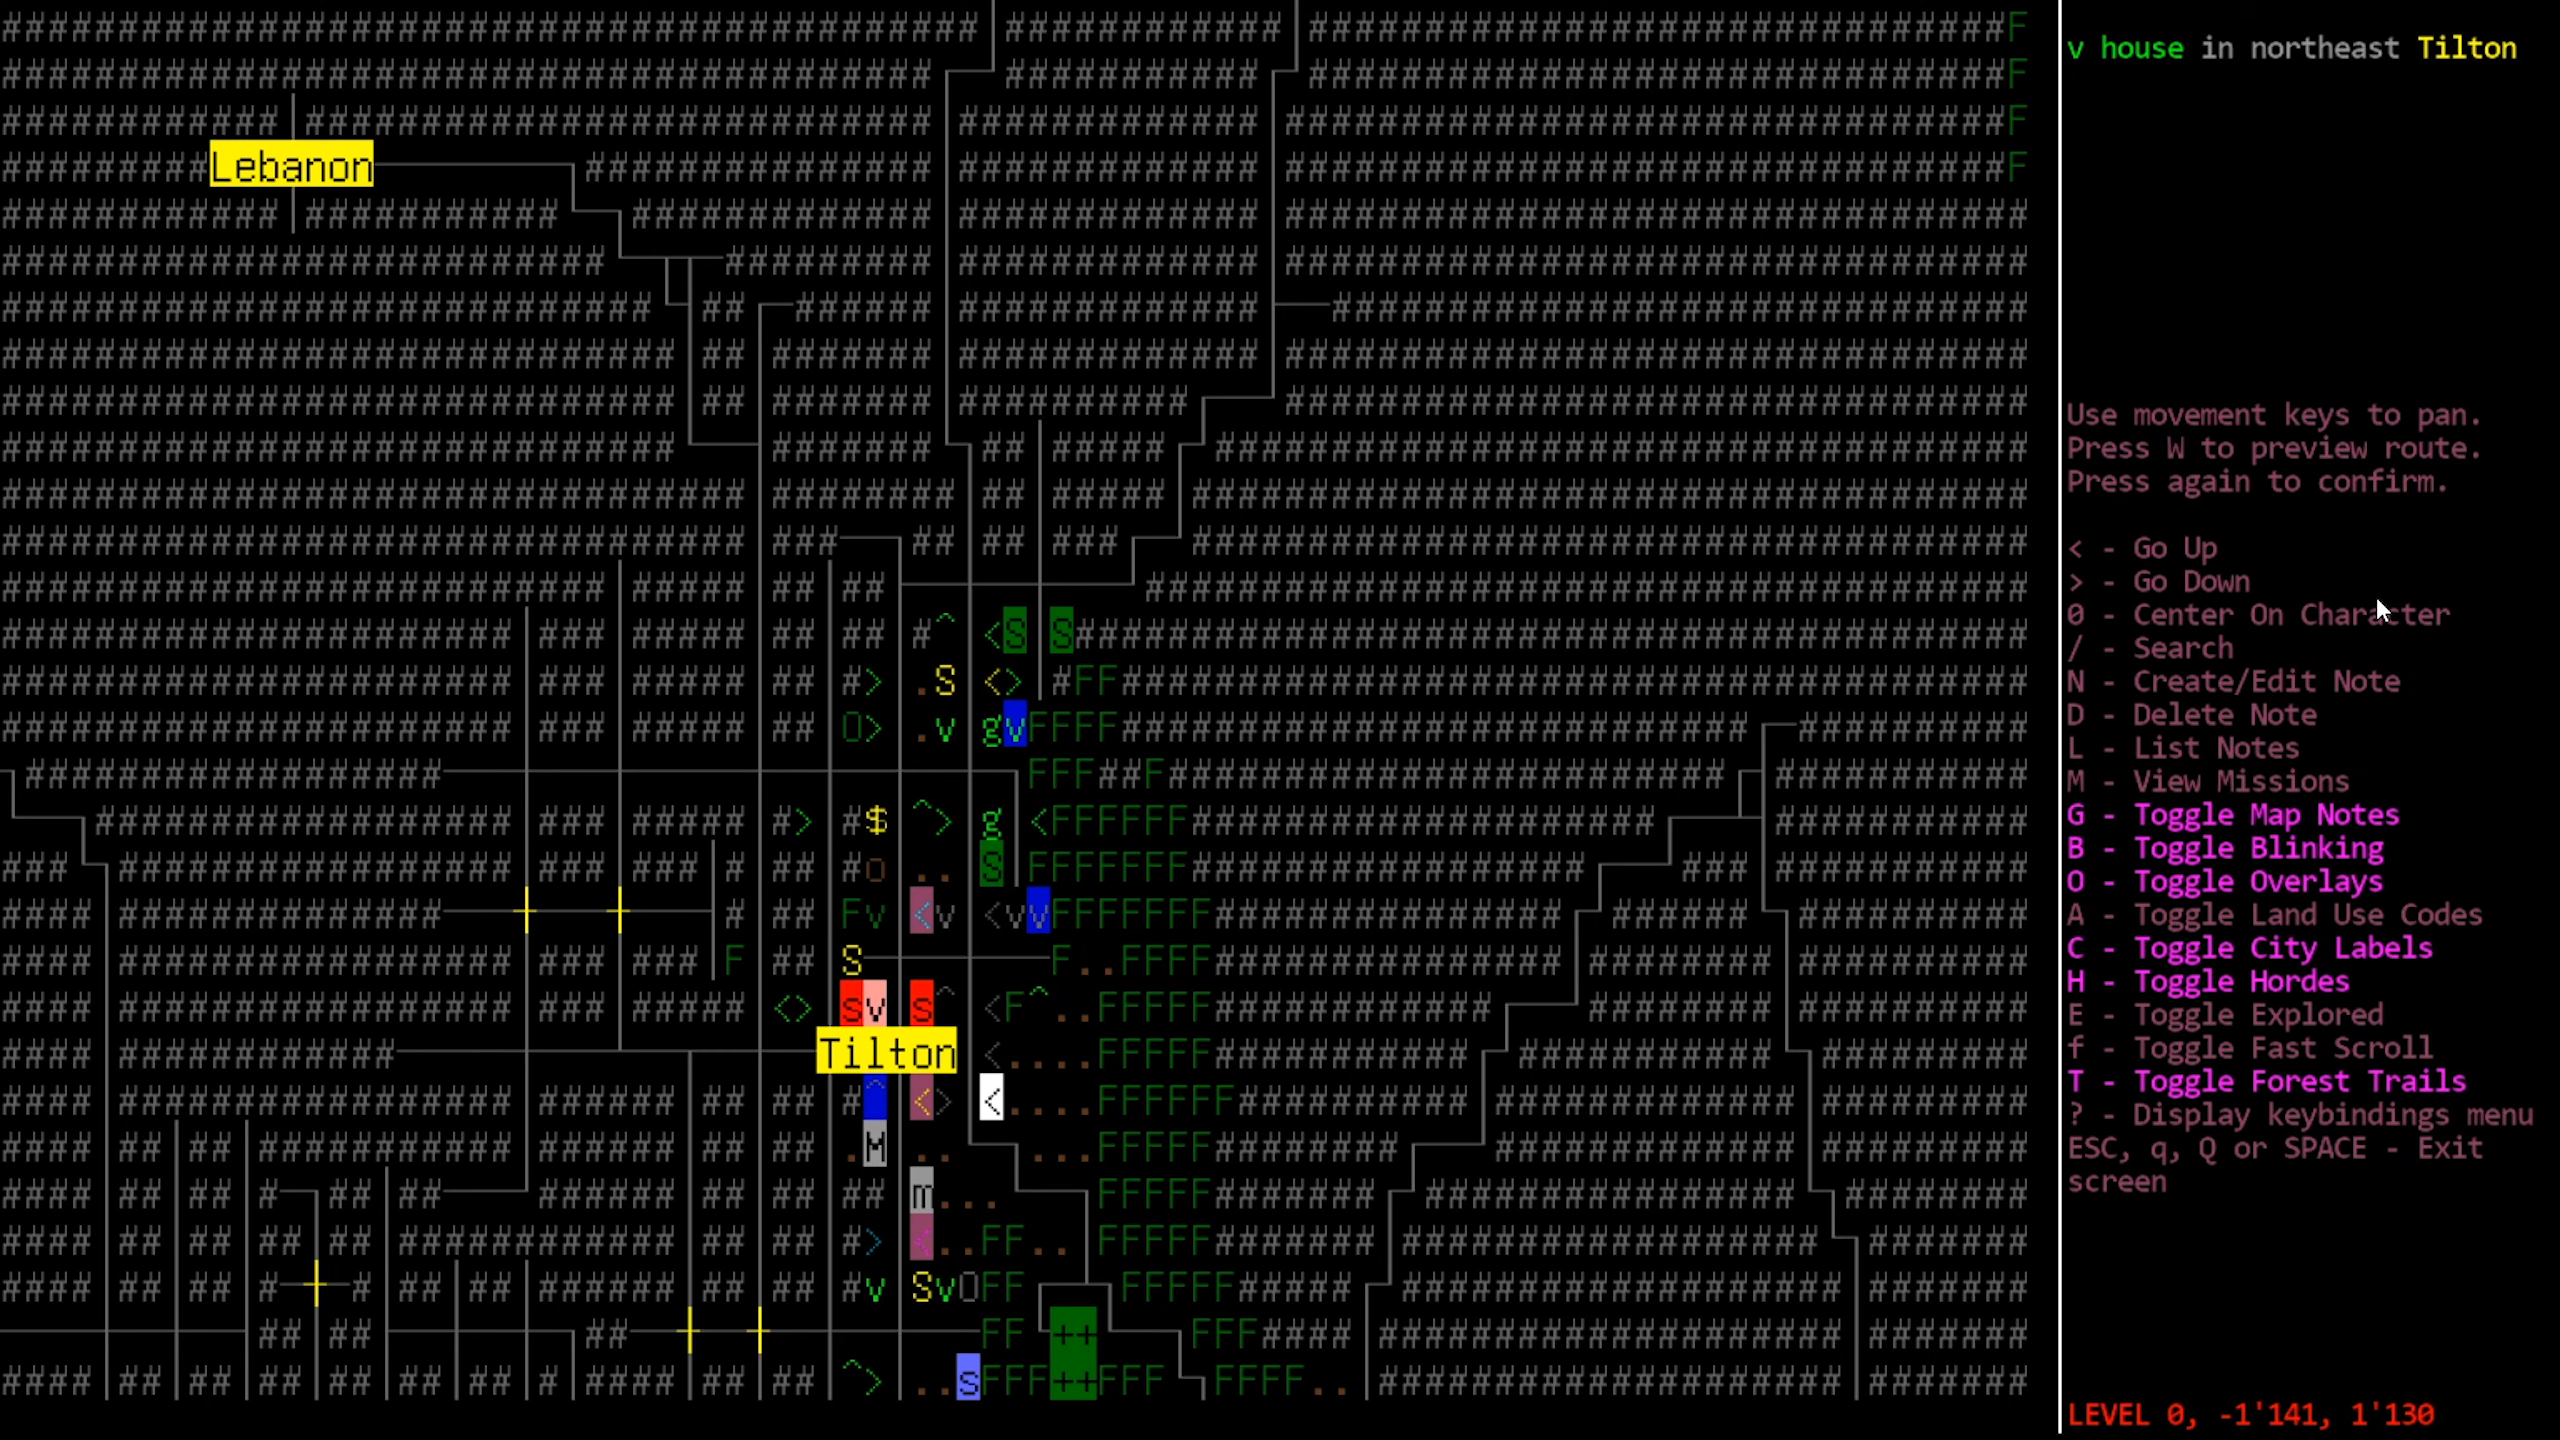 v house in northeast Tilton
Lebanon
Tilton
Use movement keys to pan.
Press W to preview route.
Press again to confirm.
< - Go Up
> - Go Down
0 - Center On Character
/ - Search
N - Create/Edit Note
D - Delete Note
L - List Notes
M - View Missions
G - Toggle Map Notes
B - Toggle Blinking
O - Toggle Overlays
A - Toggle Land Use Codes
C - Toggle City Labels
H - Toggle Hordes
E - Toggle Explored
f - Toggle Fast Scroll
T - Toggle Forest Trails
? - Display keybindings menu
ESC, q, Q or SPACE - Exit
screen
LEVEL 0, -1'141, 1'130